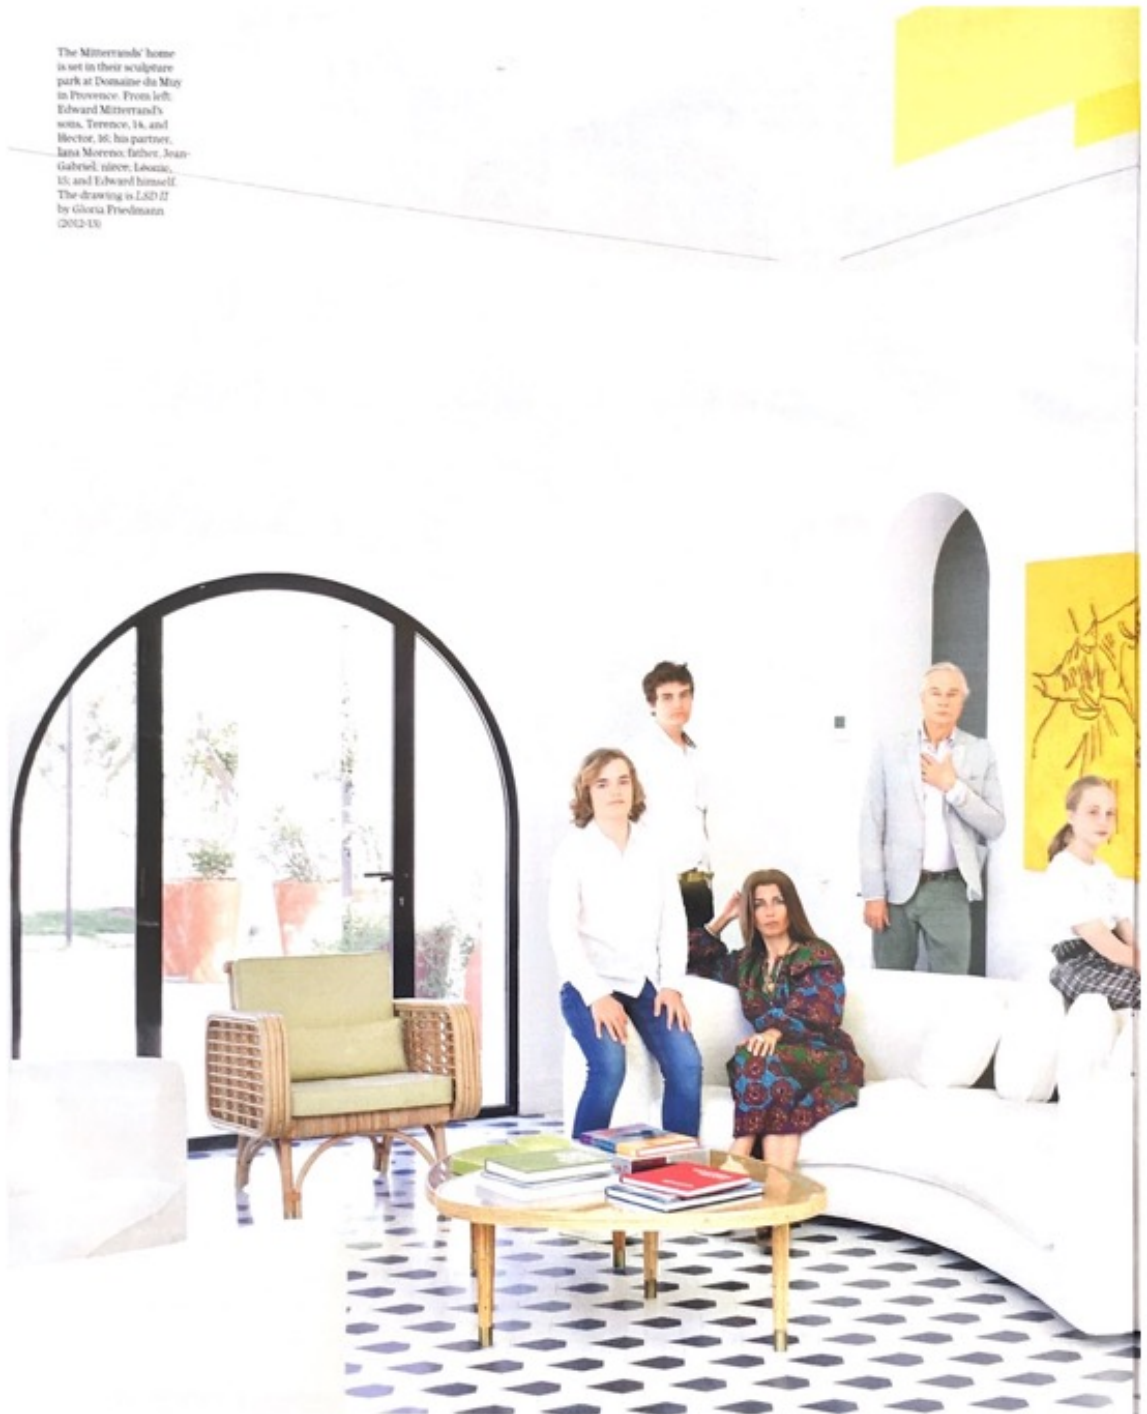 The Mitterrands' home
is set in their sculpture
park at Domaine du Muy
in Provence. From left:
Edward Mitterrand's
sons, Terence, 14, and
Hector, 16; his partner,
Iana Moreno; father, Jean-
Gabriel; niece, Léonie,
15; and Edward himself.
The drawing is LSD II
by Gloria Friedmann
(2012-13)